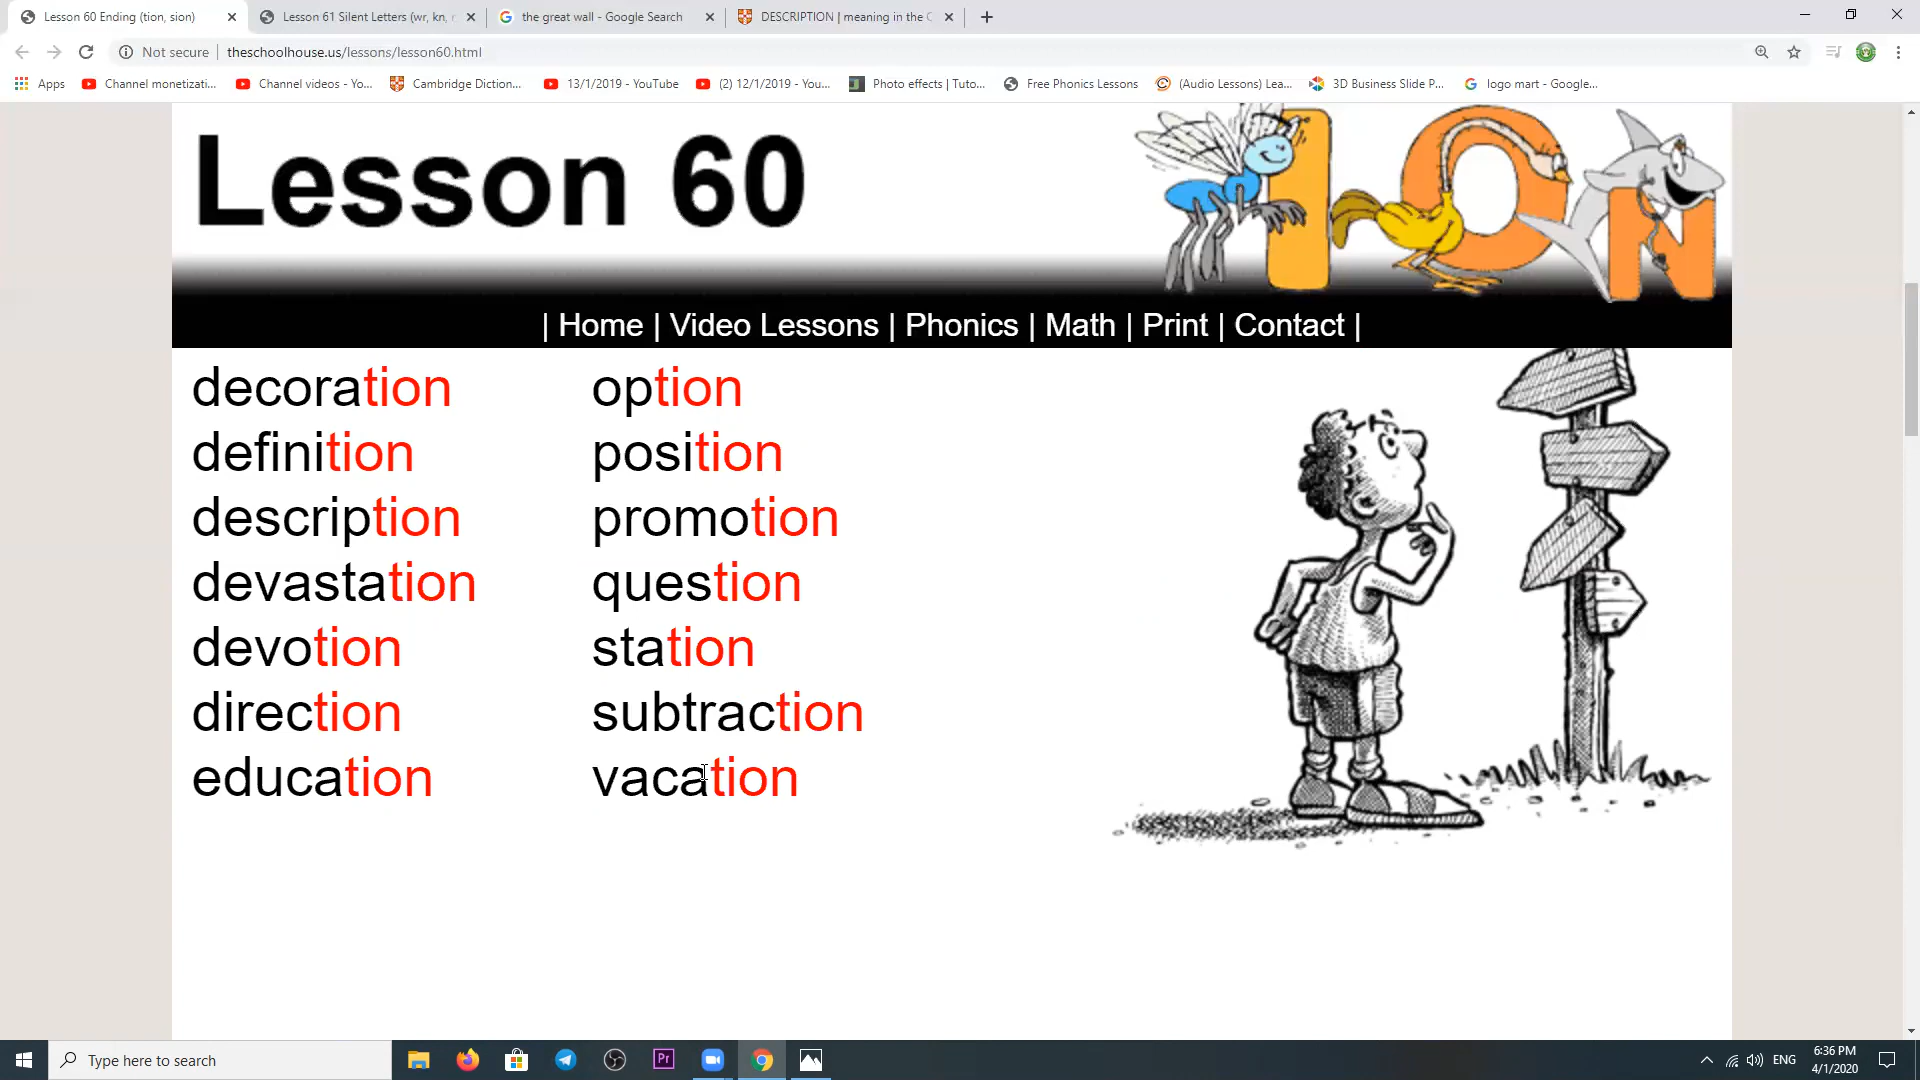 Lesson 60 Ending (tion, sion)
Lesson 61 Silent Letters (wr, kn,
the great wall - Google Search
DESCRIPTION | meaning in the
Not secure
theschoolhouse.us/lessons/lesson60.html
Apps
Channel monetizati...
Channel videos - Yo...
Cambridge Diction...
13/1/2019 - YouTube
(2) 12/1/2019 - You...
Photo effects | Tuto...
Free Phonics Lessons
(Audio Lessons) Lea...
3D Business Slide P...
logo mart - Google...
Lesson 60
ION
| Home | Video Lessons | Phonics | Math | Print | Contact |
decoration
definition
description
devastation
devotion
direction
education
option
position
promotion
question
station
subtraction
vacation
Type here to search
Pr
ENG
6:36 PM
4/1/2020